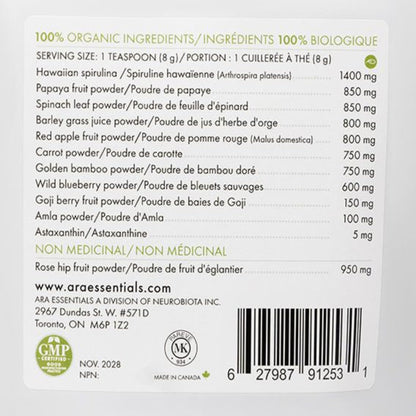 100% ORGANIC INGREDIENTS/INGRÉDIENTS 100% BIOLOGIQUE
SERVING SIZE: 1 TEASPOON (8 g)/PORTION : 1 CUILLERÉE À THÉ (8 g)
Hawaiian spirulina /Spiruline hawaïenne (Arthrospira platensis) 1400 mg
Papaya fruit powder/Poudre de papaye 850 mg
Spinach leaf powder/Poudre de feuille d'épinard 850 mg
Barley grass juice powder/Poudre de jus d'herbe d'orge 800 mg
Red apple fruit powder/Poudre de pomme rouge (Malus domestica) 800 mg
Carrot powder/Poudre de carotte 750 mg
Golden bamboo powder/Poudre de bambou doré 750 mg
Wild blueberry powder/Poudre de bleuets sauvages 600 mg
Goji berry fruit powder/Poudre de baies de Goji 150 mg
Amla powder/Poudre d'Amla 100 mg
Astaxanthin/Astaxanthine 5 mg
NON MEDICINAL/NON MÉDICINAL
Rose hip fruit powder/Poudre de fruit d'églantier 950 mg
www.araessentials.com
ARA ESSENTIALS A DIVISION OF NEUROBIOTA INC.
2967 Dundas St. W. #571D
Toronto, ON M6P 1Z2
GMP
CERTIFIED
GOOD
MANUFACTURING
PRACTICE
NOV. 2028
NPN:
PAREVE
MK
934
MADE IN CANADA
6 27987 91253 1